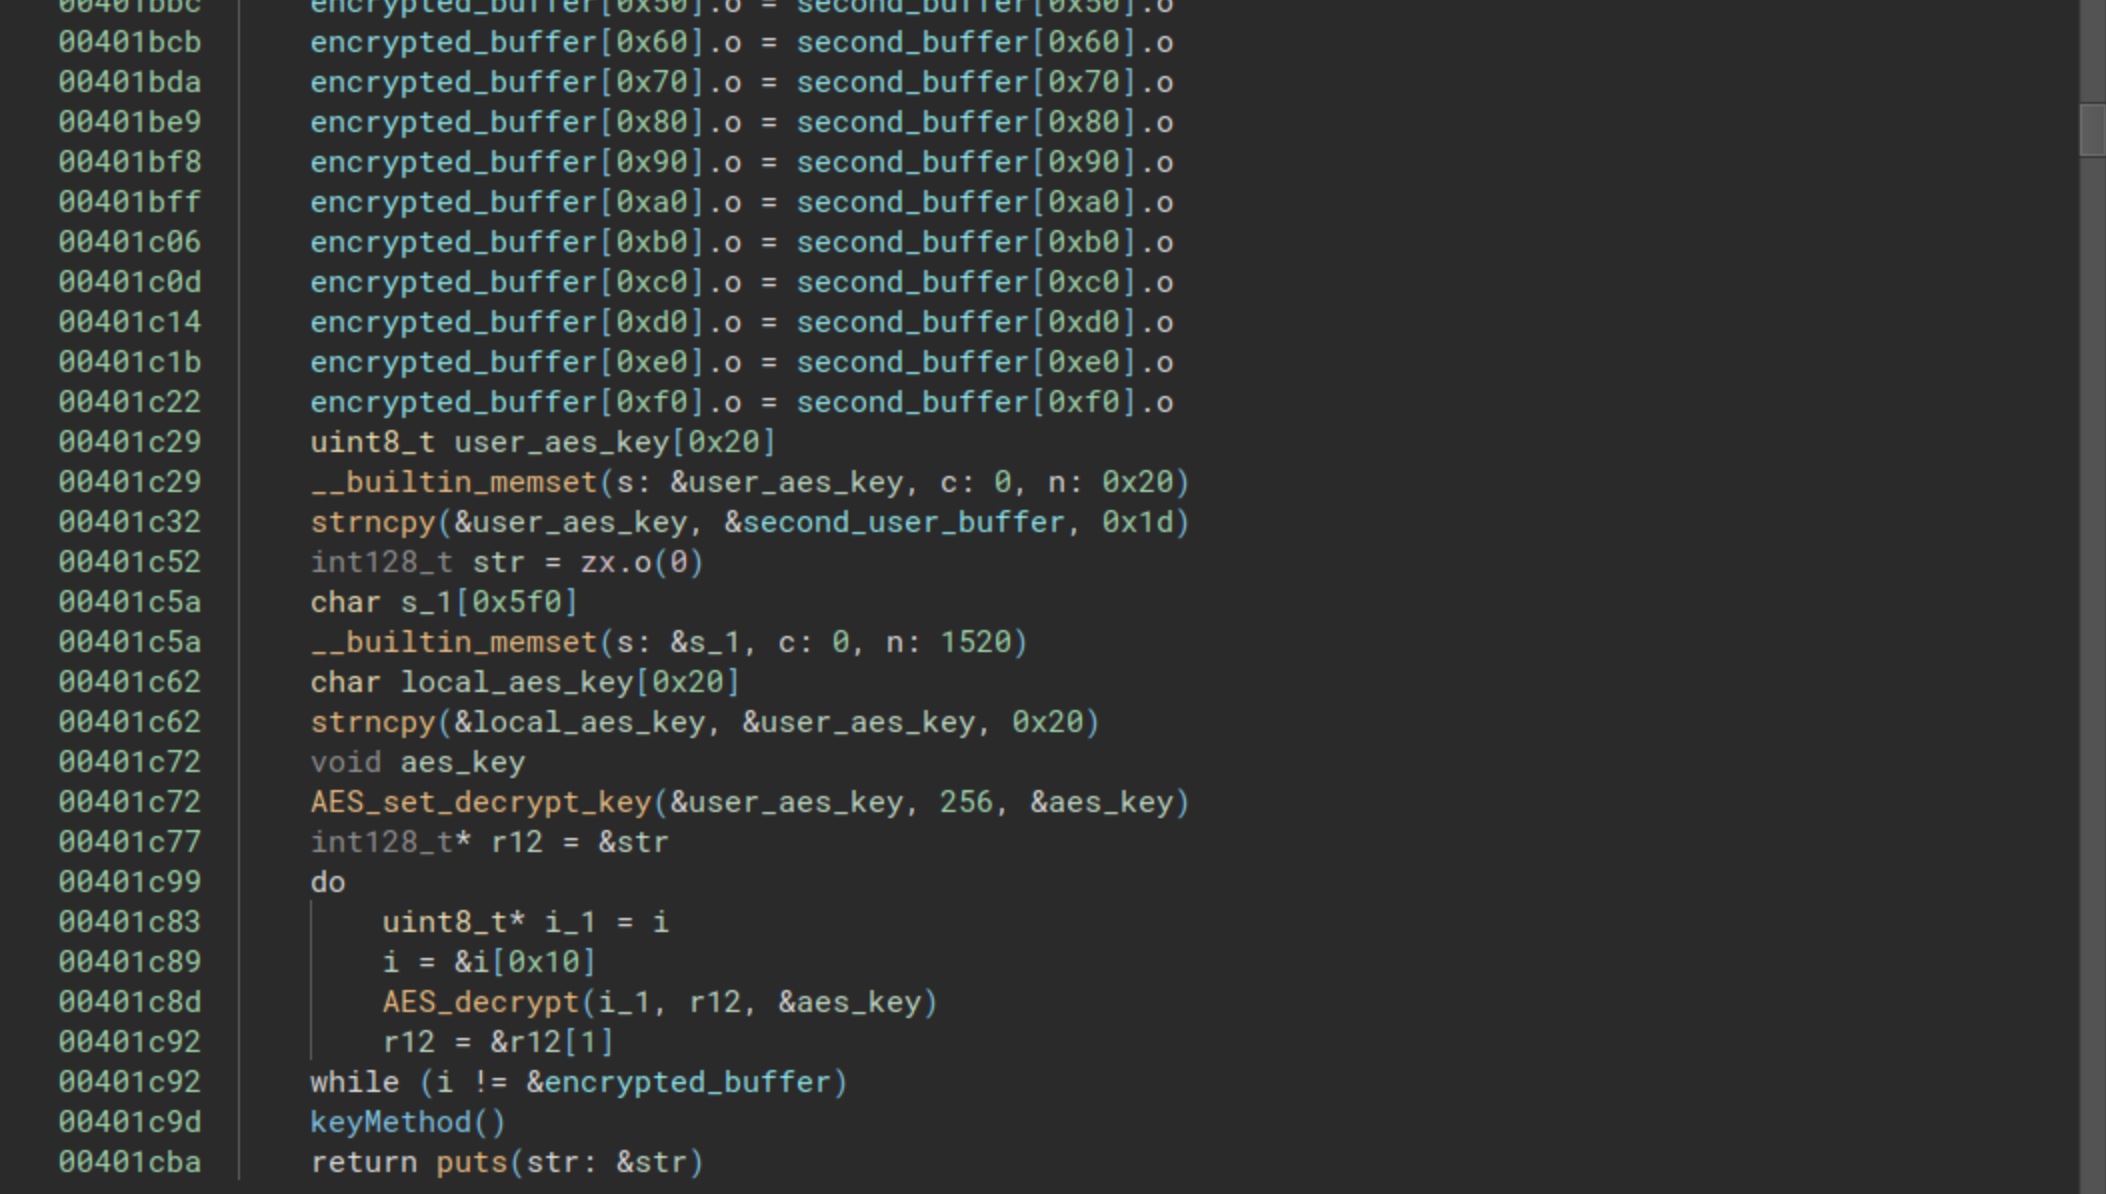 00401bbc encrypted_buffer[0x50].o = second_buffer[0x50].o
00401bcb encrypted_buffer[0x60].o = second_buffer[0x60].o
00401bda encrypted_buffer[0x70].o = second_buffer[0x70].o
00401be9 encrypted_buffer[0x80].o = second_buffer[0x80].o
00401bf8 encrypted_buffer[0x90].o = second_buffer[0x90].o
00401bff encrypted_buffer[0xa0].o = second_buffer[0xa0].o
00401c06 encrypted_buffer[0xb0].o = second_buffer[0xb0].o
00401c0d encrypted_buffer[0xc0].o = second_buffer[0xc0].o
00401c14 encrypted_buffer[0xd0].o = second_buffer[0xd0].o
00401c1b encrypted_buffer[0xe0].o = second_buffer[0xe0].o
00401c22 encrypted_buffer[0xf0].o = second_buffer[0xf0].o
00401c29 uint8_t user_aes_key[0x20]
00401c29 __builtin_memset(s: &user_aes_key, c: 0, n: 0x20)
00401c32 strncpy(&user_aes_key, &second_user_buffer, 0x1d)
00401c52 int128_t str = zx.o(0)
00401c5a char s_1[0x5f0]
00401c5a __builtin_memset(s: &s_1, c: 0, n: 1520)
00401c62 char local_aes_key[0x20]
00401c62 strncpy(&local_aes_key, &user_aes_key, 0x20)
00401c72 void aes_key
00401c72 AES_set_decrypt_key(&user_aes_key, 256, &aes_key)
00401c77 int128_t* r12 = &str
00401c99 do
00401c83 uint8_t* i_1 = i
00401c89 i = &i[0x10]
00401c8d AES_decrypt(i_1, r12, &aes_key)
00401c92 r12 = &r12[1]
00401c92 while (i != &encrypted_buffer)
00401c9d keyMethod()
00401cba return puts(str: &str)